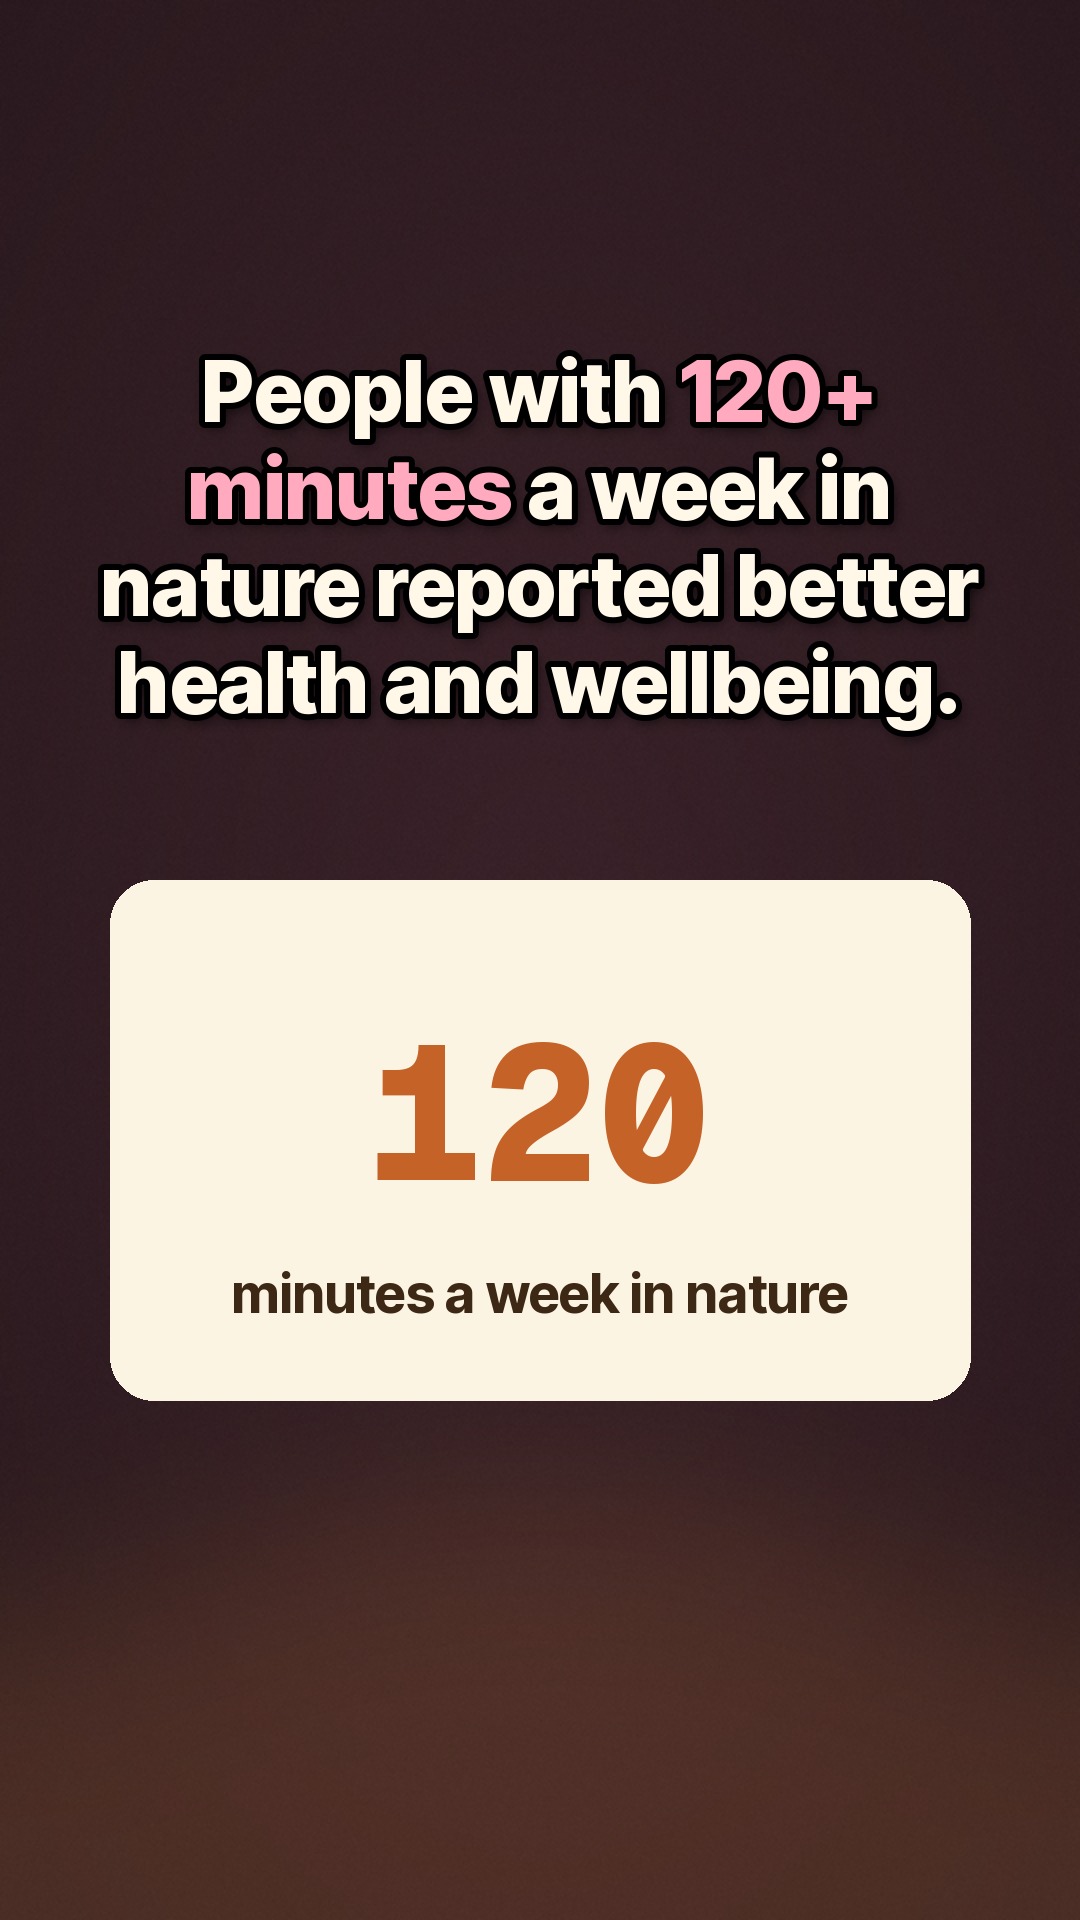 People with 120+
minutes a week in
nature reported better
health and wellbeing.
120
minutes a week in nature